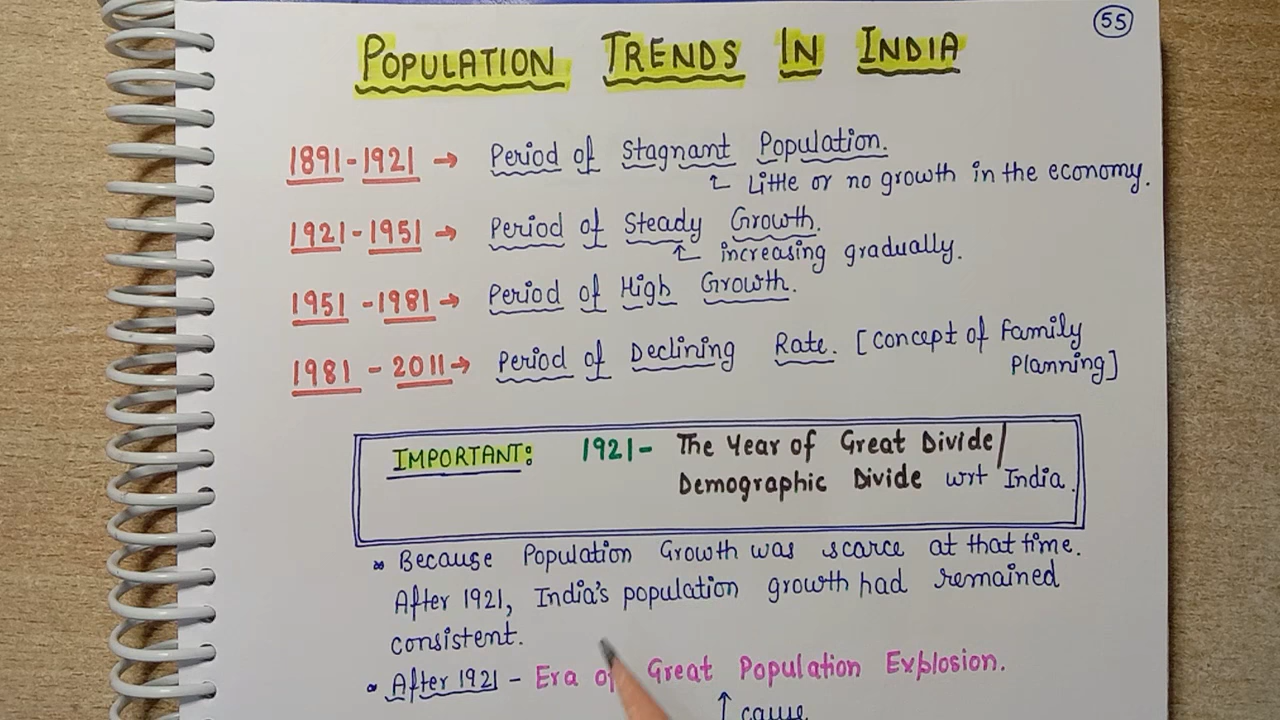 55
POPULATION TRENDS IN INDIA
1891-1921 → Period of Stagnant Population.
Little or no growth in the economy.
1921-1951 → Period of Steady Growth.
increasing gradually.
1951-1981 → Period of High Growth.
1981-2011 → Period of Declining Rate. [concept of Family
Planning]
IMPORTANT: 1921- The Year of Great Divide/
Demographic Divide wrt India.
Because Population Growth was scarce at that time.
After 1921, India's population growth had remained
consistent.
After 1921 - Era of Great Population Explosion.
↑ cause